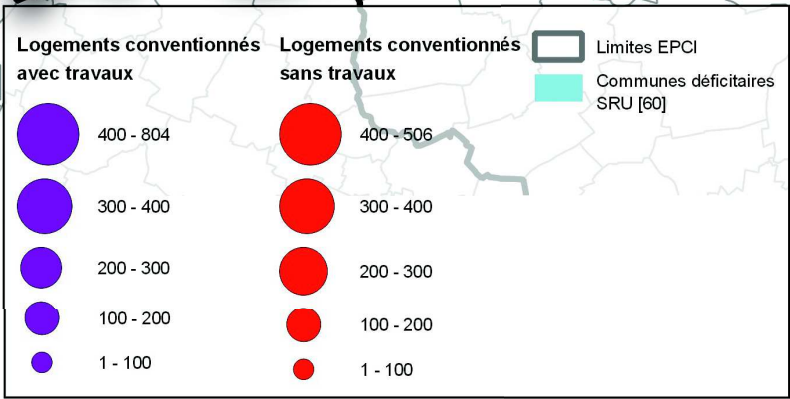 Logements conventionnés
avec travaux
400 - 804
300 - 400
200 - 300
100 - 200
1 - 100
Logements conventionnés
sans travaux
400 - 506
300 - 400
200 - 300
100 - 200
1 - 100
Limites EPCI
Communes déficitaires
SRU [60]